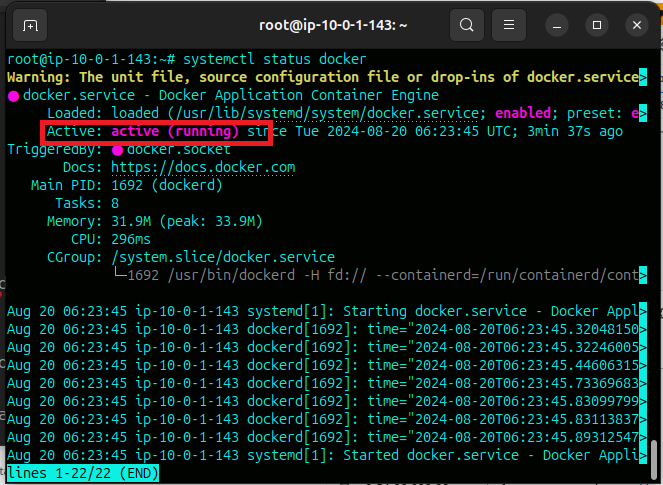 root@ip-10-0-1-143: ~
root@ip-10-0-1-143:~# systemctl status docker
Warning: The unit file, source configuration file or drop-ins of docker.service>
● docker.service - Docker Application Container Engine
Loaded: loaded (/usr/lib/systemd/system/docker.service; enabled; preset: e>
Active: active (running) since Tue 2024-08-20 06:23:45 UTC; 3min 37s ago
TriggeredBy: ● docker.socket
Docs: https://docs.docker.com
Main PID: 1692 (dockerd)
Tasks: 8
Memory: 31.9M (peak: 33.9M)
CPU: 296ms
CGroup: /system.slice/docker.service
└─1692 /usr/bin/dockerd -H fd:// --containerd=/run/containerd/cont>
Aug 20 06:23:45 ip-10-0-1-143 systemd[1]: Starting docker.service - Docker Appl>
Aug 20 06:23:45 ip-10-0-1-143 dockerd[1692]: time="2024-08-20T06:23:45.32048150>
Aug 20 06:23:45 ip-10-0-1-143 dockerd[1692]: time="2024-08-20T06:23:45.32246005>
Aug 20 06:23:45 ip-10-0-1-143 dockerd[1692]: time="2024-08-20T06:23:45.44606315>
Aug 20 06:23:45 ip-10-0-1-143 dockerd[1692]: time="2024-08-20T06:23:45.73369683>
Aug 20 06:23:45 ip-10-0-1-143 dockerd[1692]: time="2024-08-20T06:23:45.83099799>
Aug 20 06:23:45 ip-10-0-1-143 dockerd[1692]: time="2024-08-20T06:23:45.83113837>
Aug 20 06:23:45 ip-10-0-1-143 dockerd[1692]: time="2024-08-20T06:23:45.89312547>
Aug 20 06:23:45 ip-10-0-1-143 systemd[1]: Started docker.service - Docker Appli>
lines 1-22/22 (END)